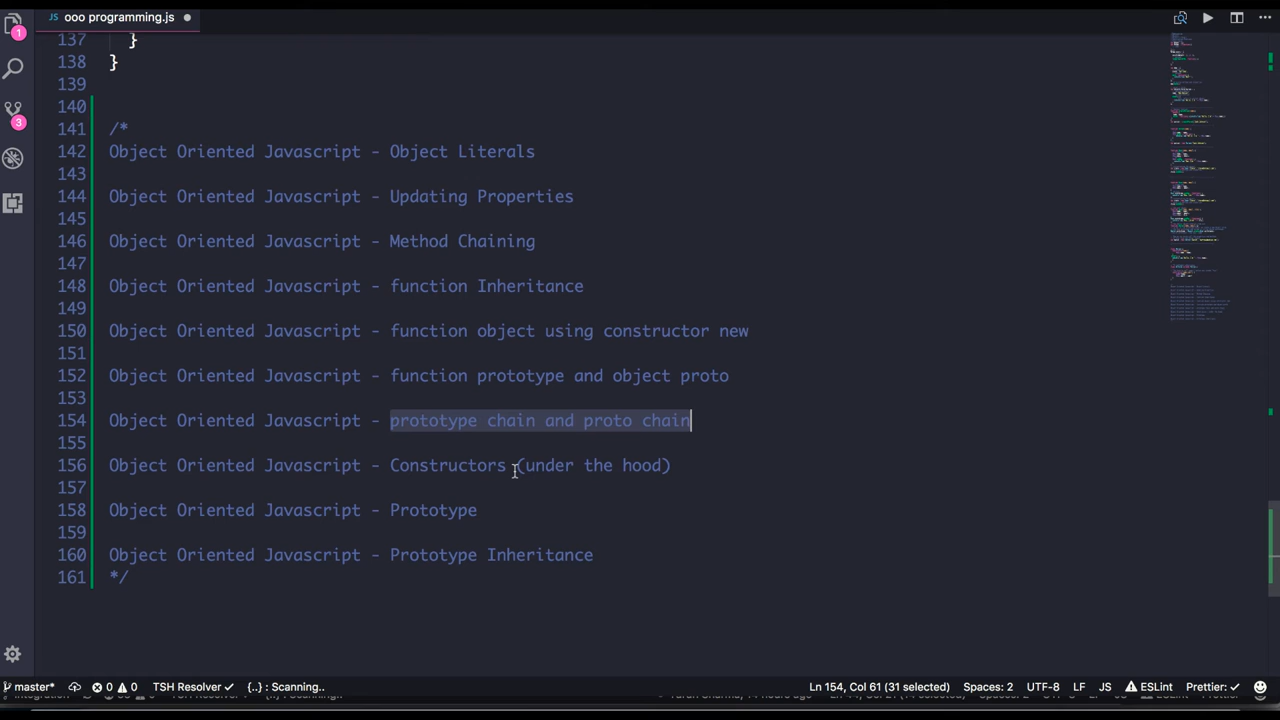 JS ooo programming.js
137 }
138 }
139
140
141 /*
142 Object Oriented Javascript - Object Literals
143
144 Object Oriented Javascript - Updating Properties
145
146 Object Oriented Javascript - Method Chaining
147
148 Object Oriented Javascript - function Inheritance
149
150 Object Oriented Javascript - function object using constructor new
151
152 Object Oriented Javascript - function prototype and object proto
153
154 Object Oriented Javascript - prototype chain and proto chain
155
156 Object Oriented Javascript - Constructors (under the hood)
157
158 Object Oriented Javascript - Prototype
159
160 Object Oriented Javascript - Prototype Inheritance
161 */
1
3
master* 0 0 TSH Resolver {..} : Scanning.. Ln 154, Col 61 (31 selected) Spaces: 2 UTF-8 LF JS ESLint Prettier: